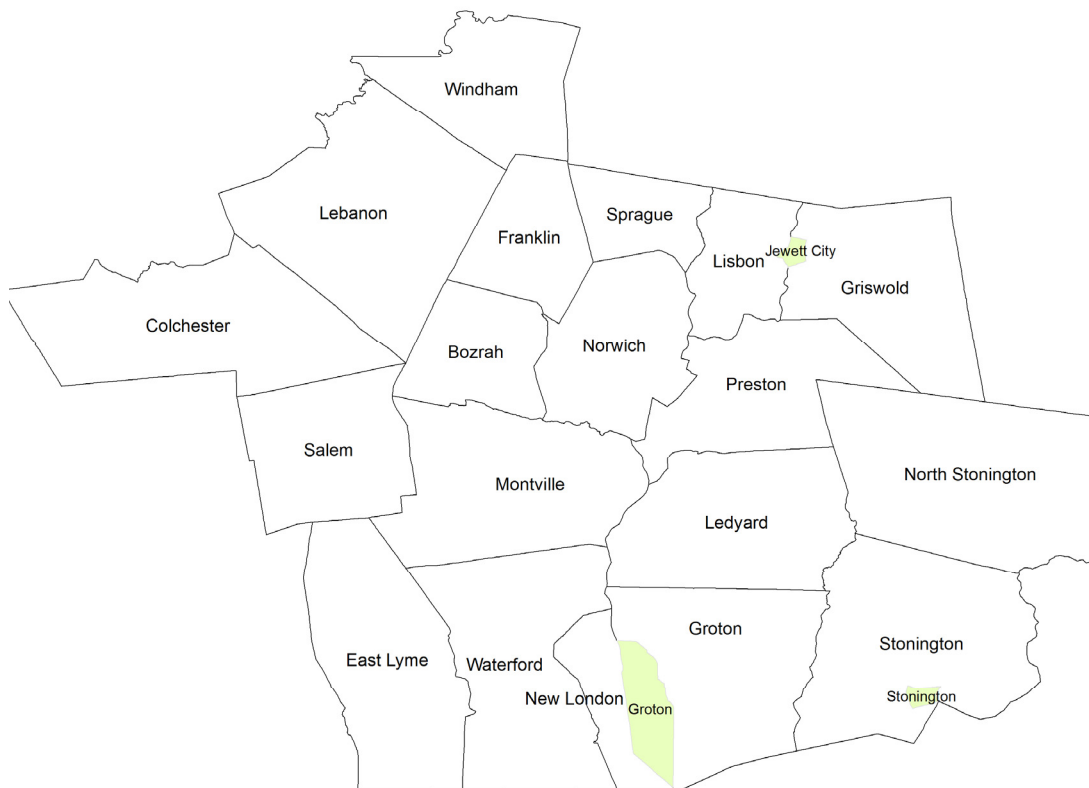 Windham
Lebanon
Sprague
Franklin
Jewett City
Lisbon
Griswold
Colchester
Norwich
Bozrah
Preston
Salem
North Stonington
Montville
Ledyard
Groton
Stonington
East Lyme
Waterford
Stonington
New London
Groton